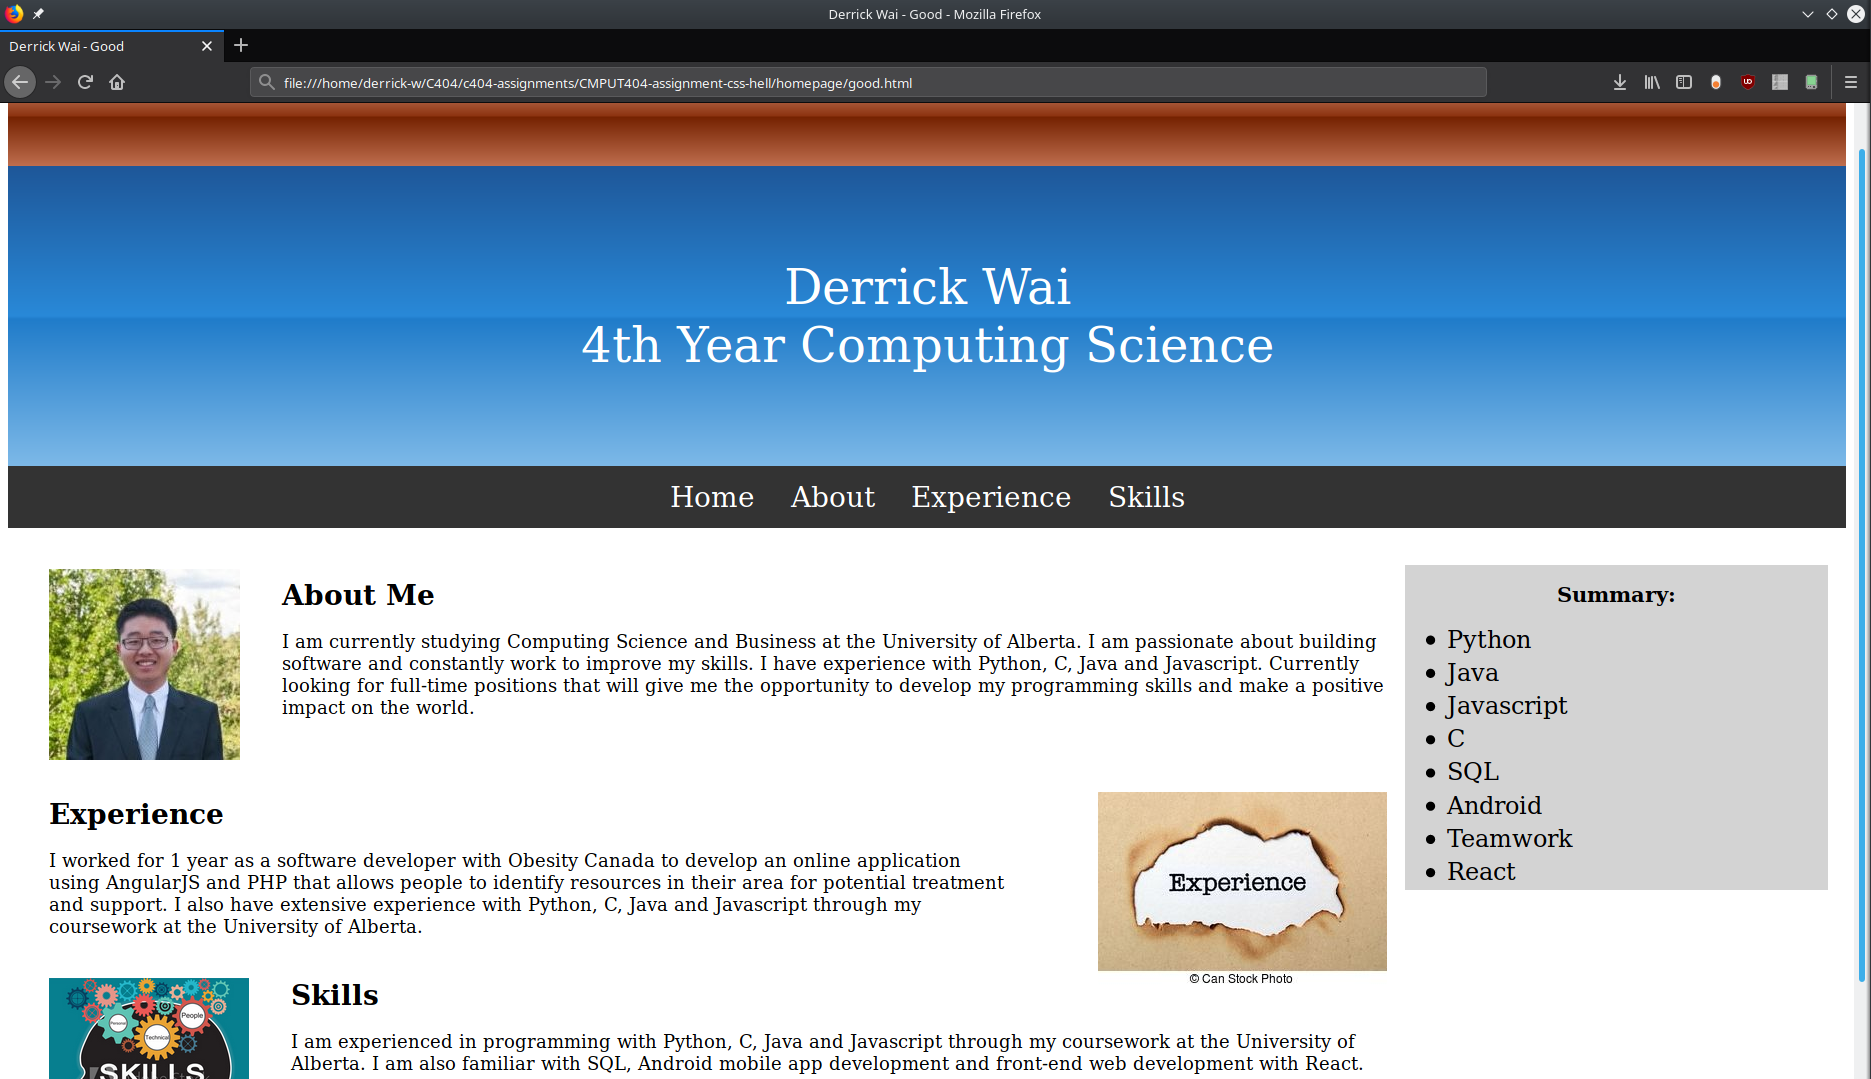 Derrick Wai - Good - Mozilla Firefox
Derrick Wai - Good
file:///home/derrick-w/C404/c404-assignments/CMPUT404-assignment-css-hell/homepage/good.html
Derrick Wai
4th Year Computing Science
Home About Experience Skills
About Me
I am currently studying Computing Science and Business at the University of Alberta. I am passionate about building
software and constantly work to improve my skills. I have experience with Python, C, Java and Javascript. Currently
looking for full-time positions that will give me the opportunity to develop my programming skills and make a positive
impact on the world.
Summary:
Python
Java
Javascript
C
SQL
Android
Teamwork
React
Experience
I worked for 1 year as a software developer with Obesity Canada to develop an online application
using AngularJS and PHP that allows people to identify resources in their area for potential treatment
and support. I also have extensive experience with Python, C, Java and Javascript through my
coursework at the University of Alberta.
Experience
© Can Stock Photo
People
Personal
Technical
SKILLS
Skills
I am experienced in programming with Python, C, Java and Javascript through my coursework at the University of
Alberta. I am also familiar with SQL, Android mobile app development and front-end web development with React.